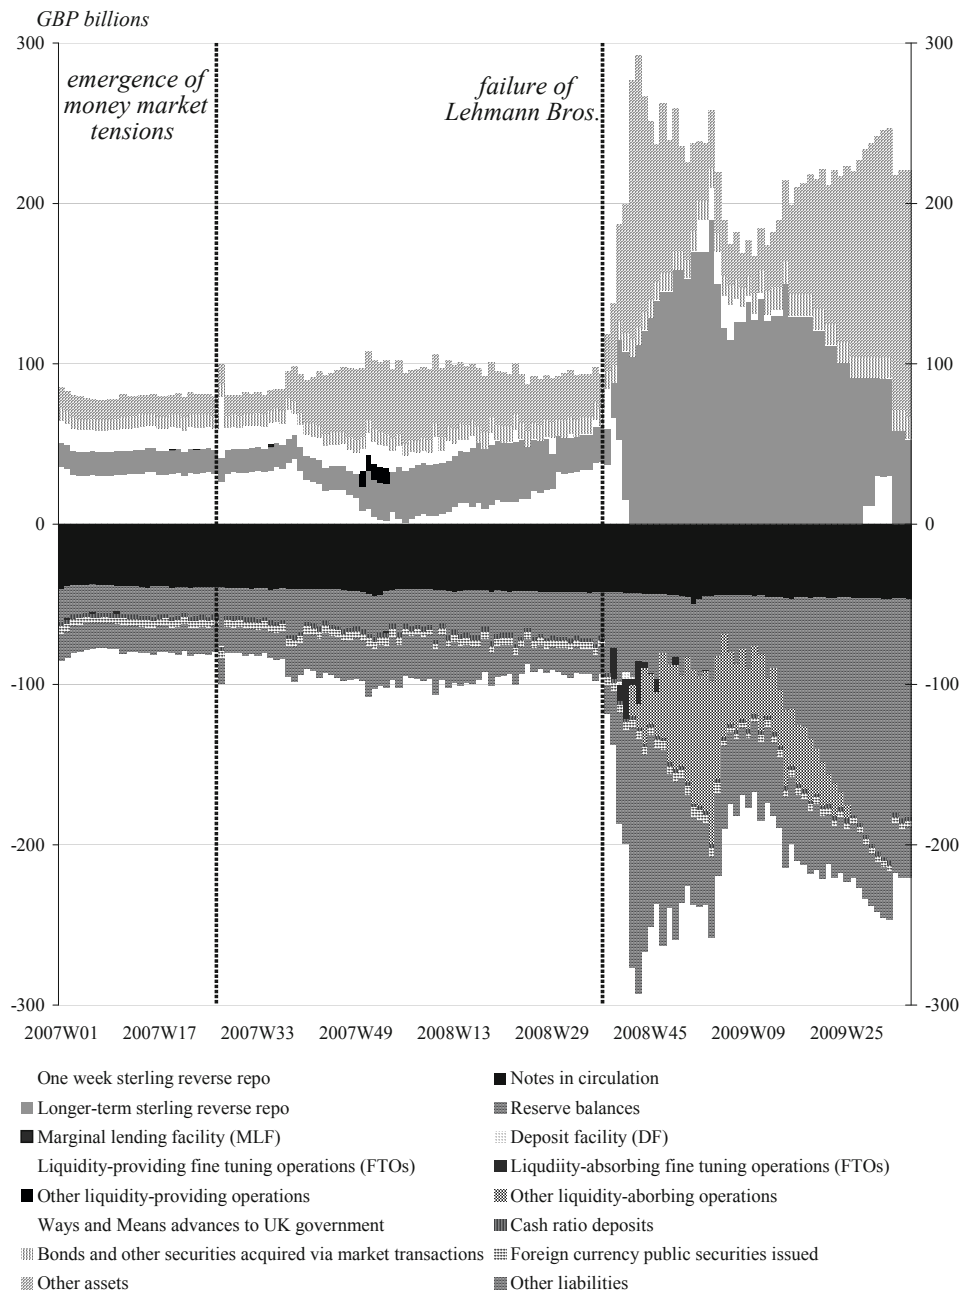 GBP billions
300 300
emergence of
money market
tensions
failure of
Lehmann Bros.
200 200
100 100
0 0
-100 -100
-200 -200
-300 -300
2007W01 2007W17 2007W33 2007W49 2008W13 2008W29 2008W45 2009W09 2009W25
One week sterling reverse repo
Notes in circulation
Longer-term sterling reverse repo
Reserve balances
Marginal lending facility (MLF)
Deposit facility (DF)
Liquidity-providing fine tuning operations (FTOs)
Liqudiity-absorbing fine tuning operations (FTOs)
Other liquidity-providing operations
Other liquidity-aborbing operations
Ways and Means advances to UK government
Cash ratio deposits
Bonds and other securities acquired via market transactions
Foreign currency public securities issued
Other assets
Other liabilities